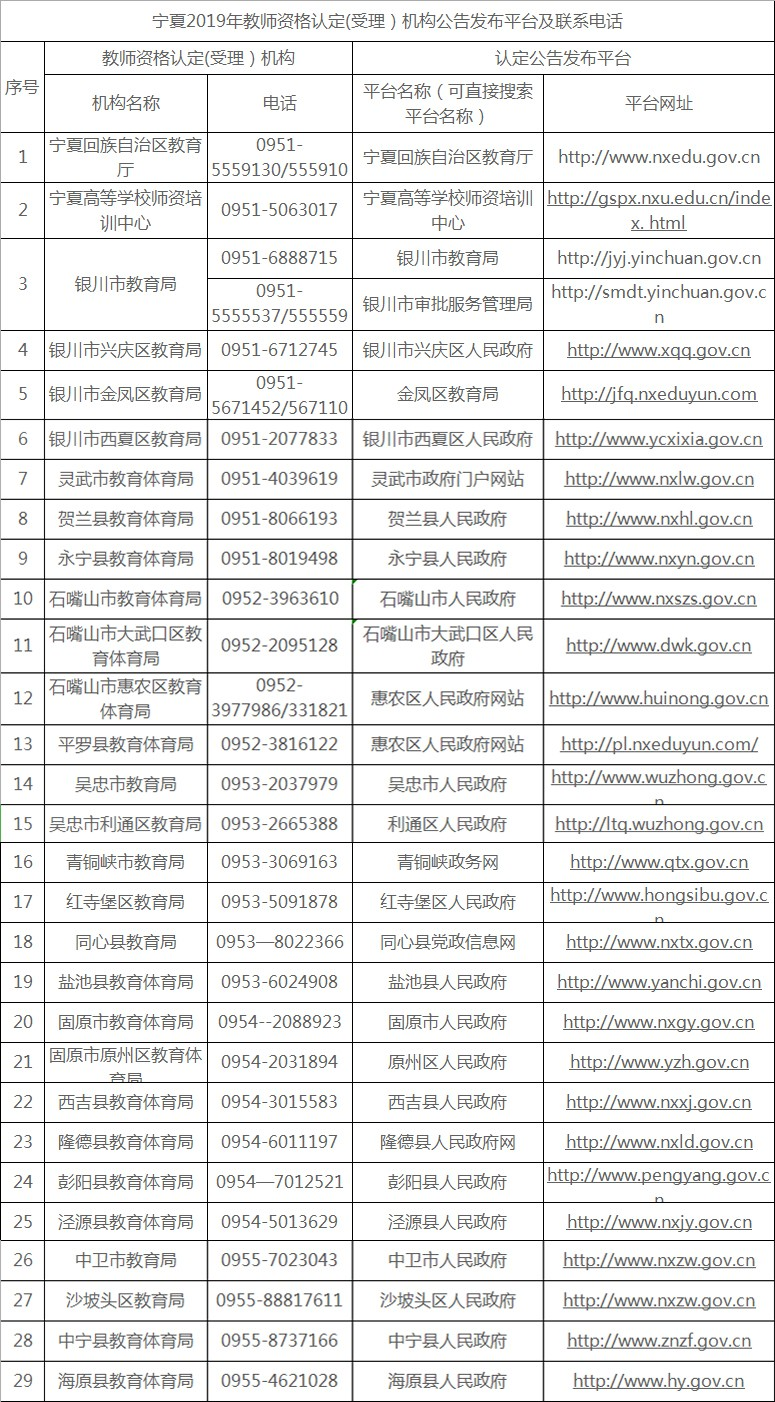 宁夏2019年教师资格认定(受理）机构公告发布平台及联系电话
序号 教师资格认定(受理）机构 认定公告发布平台
机构名称 电话 平台名称（可直接搜索
平台名称） 平台网址
1 宁夏回族自治区教育
厅 0951-
5559130/555910 宁夏回族自治区教育厅 http://www.nxedu.gov.cn
2 宁夏高等学校师资培
训中心 0951-5063017 宁夏高等学校师资培训
中心 http://gspx.nxu.edu.cn/inde
x. html
3 银川市教育局 0951-6888715 银川市教育局 http://jyj.yinchuan.gov.cn
0951-
5555537/555559 银川市审批服务管理局 http://smdt.yinchuan.gov.c
n
4 银川市兴庆区教育局 0951-6712745 银川市兴庆区人民政府 http://www.xqq.gov.cn
5 银川市金凤区教育局 0951-
5671452/567110 金凤区教育局 http://jfq.nxeduyun.com
6 银川市西夏区教育局 0951-2077833 银川市西夏区人民政府 http://www.ycxixia.gov.cn
7 灵武市教育体育局 0951-4039619 灵武市政府门户网站 http://www.nxlw.gov.cn
8 贺兰县教育体育局 0951-8066193 贺兰县人民政府 http://www.nxhl.gov.cn
9 永宁县教育体育局 0951-8019498 永宁县人民政府 http://www.nxyn.gov.cn
10 石嘴山市教育体育局 0952-3963610 石嘴山市人民政府 http://www.nxszs.gov.cn
11 石嘴山市大武口区教
育体育局 0952-2095128 石嘴山市大武口区人民
政府 http://www.dwk.gov.cn
12 石嘴山市惠农区教育
体育局 0952-
3977986/331821 惠农区人民政府网站 http://www.huinong.gov.cn
13 平罗县教育体育局 0952-3816122 惠农区人民政府网站 http://pl.nxeduyun.com/
14 吴忠市教育局 0953-2037979 吴忠市人民政府 http://www.wuzhong.gov.c
n
15 吴忠市利通区教育局 0953-2665388 利通区人民政府 http://ltq.wuzhong.gov.cn
16 青铜峡市教育局 0953-3069163 青铜峡政务网 http://www.qtx.gov.cn
17 红寺堡区教育局 0953-5091878 红寺堡区人民政府 http://www.hongsibu.gov.c
n
18 同心县教育局 0953—8022366 同心县党政信息网 http://www.nxtx.gov.cn
19 盐池县教育体育局 0953-6024908 盐池县人民政府 http://www.yanchi.gov.cn
20 固原市教育体育局 0954--2088923 固原市人民政府 http://www.nxgy.gov.cn
21 固原市原州区教育体
育局 0954-2031894 原州区人民政府 http://www.yzh.gov.cn
22 西吉县教育体育局 0954-3015583 西吉县人民政府 http://www.nxxj.gov.cn
23 隆德县教育体育局 0954-6011197 隆德县人民政府网 http://www.nxld.gov.cn
24 彭阳县教育体育局 0954—7012521 彭阳县人民政府 http://www.pengyang.gov.c
n
25 泾源县教育体育局 0954-5013629 泾源县人民政府 http://www.nxjy.gov.cn
26 中卫市教育局 0955-7023043 中卫市人民政府 http://www.nxzw.gov.cn
27 沙坡头区教育局 0955-88817611 沙坡头区人民政府 http://www.nxzw.gov.cn
28 中宁县教育体育局 0955-8737166 中宁县人民政府 http://www.znzf.gov.cn
29 海原县教育体育局 0955-4621028 海原县人民政府 http://www.hy.gov.cn